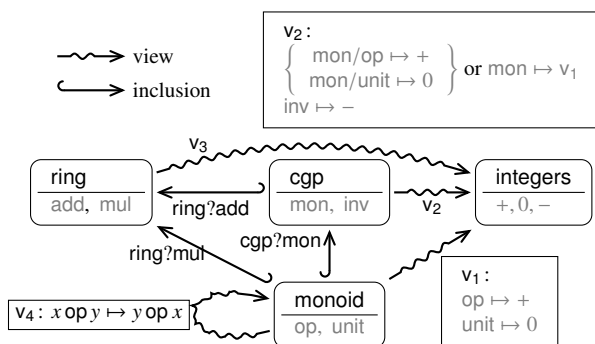 view
inclusion
v₂ :
{ mon/op ↦ +
mon/unit ↦ 0 } or mon ↦ v₁
inv ↦ −
v₃
ring
add, mul
ring?add
cgp
mon, inv
v₂
integers
+, 0, −
ring?mul
cgp?mon
v₄ : x op y ↦ y op x
monoid
op, unit
v₁ :
op ↦ +
unit ↦ 0